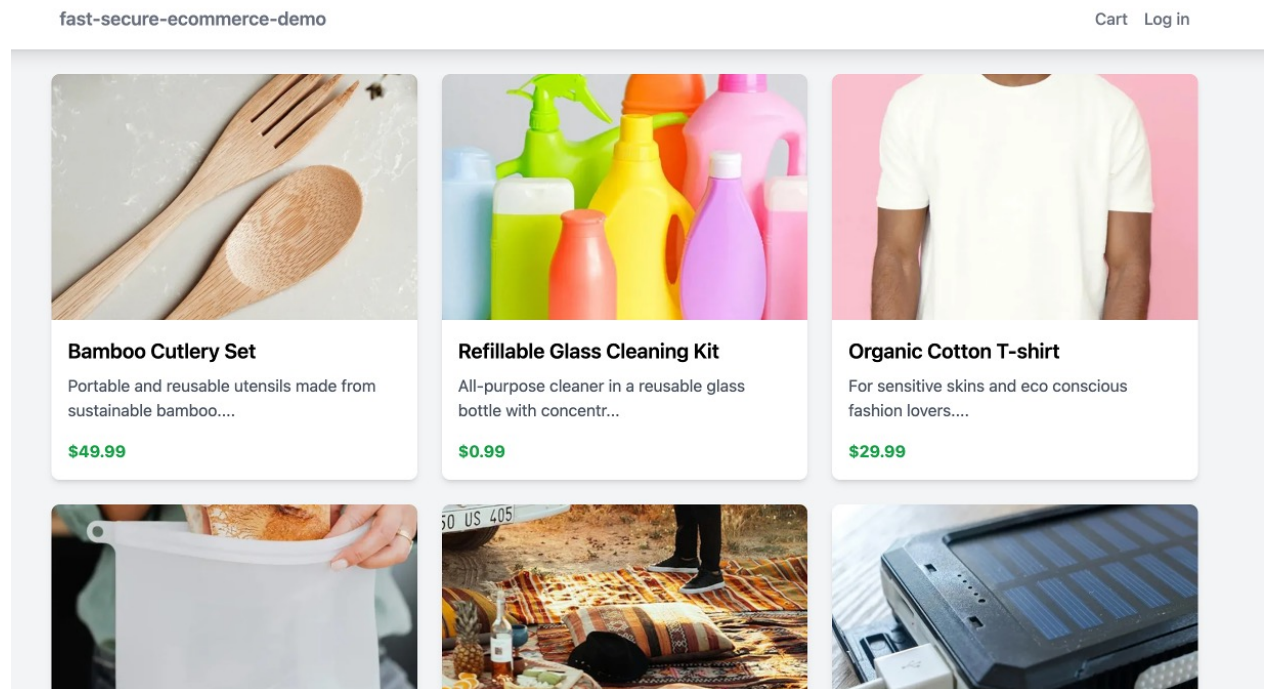 fast-secure-ecommerce-demo
Cart Log in
Bamboo Cutlery Set
Portable and reusable utensils made from
sustainable bamboo....
$49.99
Refillable Glass Cleaning Kit
All-purpose cleaner in a reusable glass
bottle with concentr...
$0.99
Organic Cotton T-shirt
For sensitive skins and eco conscious
fashion lovers....
$29.99
50 US 405